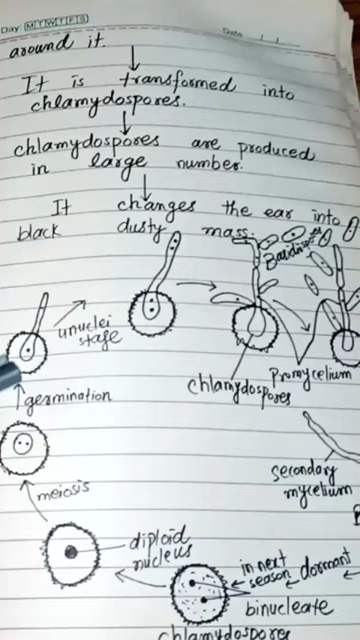 Day: M T W T F S
Date / /
around it.
It is transformed into
chlamydospores.
chlamydospores are produced
in large number.
It changes the ear into
black dusty mass.
unuclei
stage
chlamydospores
promycelium
germination
secondary
mycelium
meiosis
diploid
nucleus
in next
season
dormant
binucleate
chlamydospores